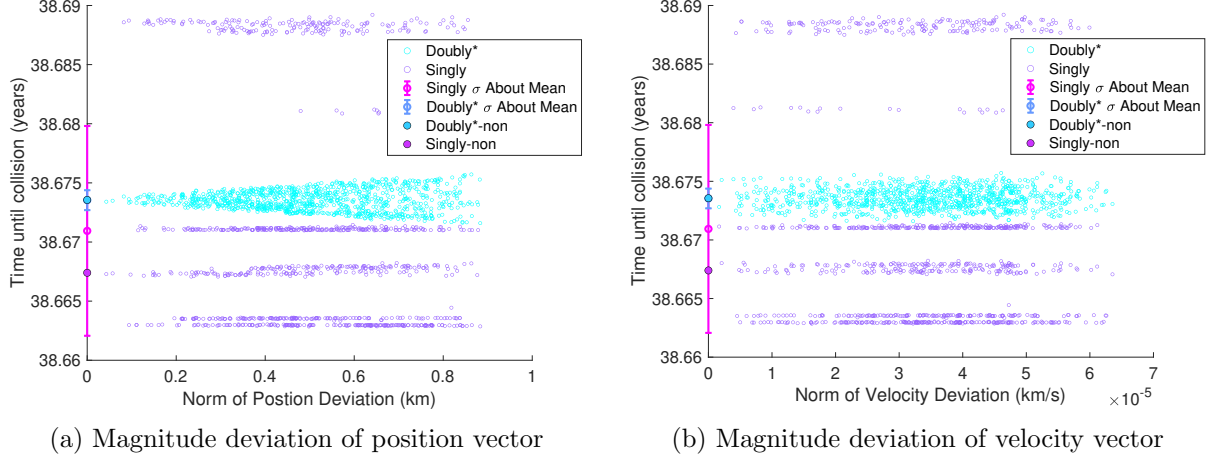 38.69
38.685
38.68
38.675
38.67
38.665
38.66
Time until collision (years)
Doubly*
Singly
Singly σ About Mean
Doubly* σ About Mean
Doubly*-non
Singly-non
0
0.2
0.4
0.6
0.8
1
Norm of Postion Deviation (km)
(a) Magnitude deviation of position vector
38.69
38.685
38.68
38.675
38.67
38.665
38.66
Time until collision (years)
Doubly*
Singly
Singly σ About Mean
Doubly* σ About Mean
Doubly*-non
Singly-non
0
1
2
3
4
5
6
7
Norm of Velocity Deviation (km/s)
×10⁻⁵
(b) Magnitude deviation of velocity vector